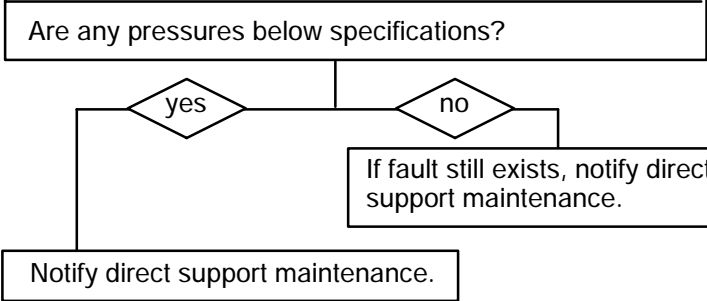 Are any pressures below specifications?
yes
no
If fault still exists, notify direct
support maintenance.
Notify direct support maintenance.